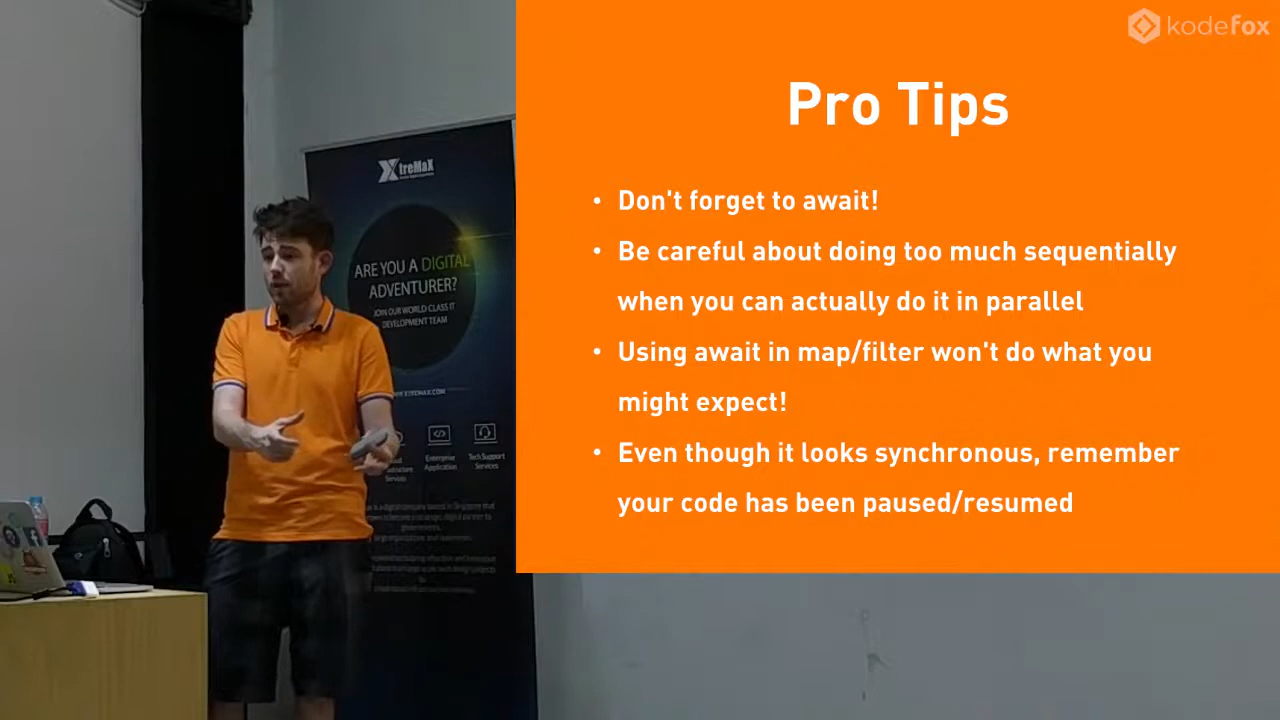 kodefox
Pro Tips
• Don't forget to await!
• Be careful about doing too much sequentially
when you can actually do it in parallel
• Using await in map/filter won't do what you
might expect!
• Even though it looks synchronous, remember
your code has been paused/resumed
XtreMaX
ARE YOU A DIGITAL
ADVENTURER?
JOIN OUR WORLD CLASS IT
DEVELOPMENT TEAM
Enterprise
Application
Tech Support
Services